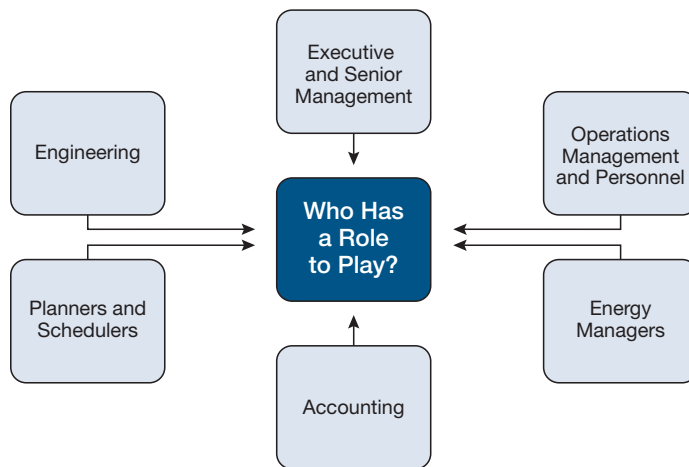 Executive
and Senior
Management
Engineering
Operations
Management
and Personnel
Who Has
a Role
to Play?
Planners and
Schedulers
Energy
Managers
Accounting